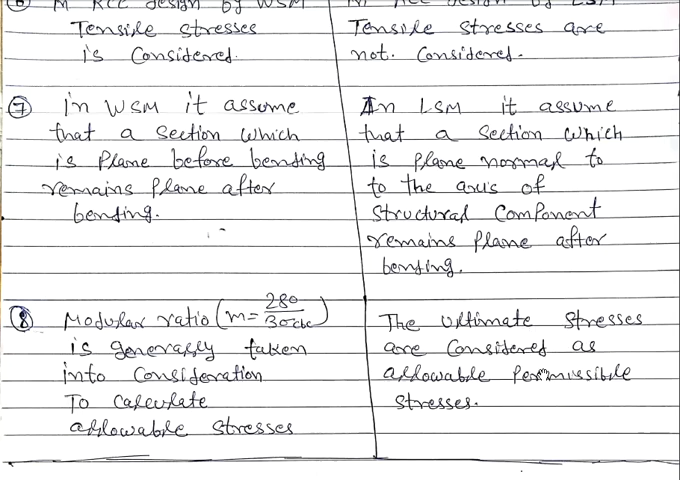 ⑥ In RCC design by WSM
Tensile stresses
is Considered.
In RCC design by LSM
Tensile stresses are
not. Considered.
⑦ in WSM it assume
that a section which
is Plane before bending
remains plane after
bending.
In LSM it assume
that a section which
is plane normal to
to the axis of
structural component
remains plane after
bending.
⑧ Modular ratio (m= 280/3σcbc)
is generally taken
into Consideration
To calculate
allowable stresses
The ultimate stresses
are Considered as
allowable permissible
stresses.